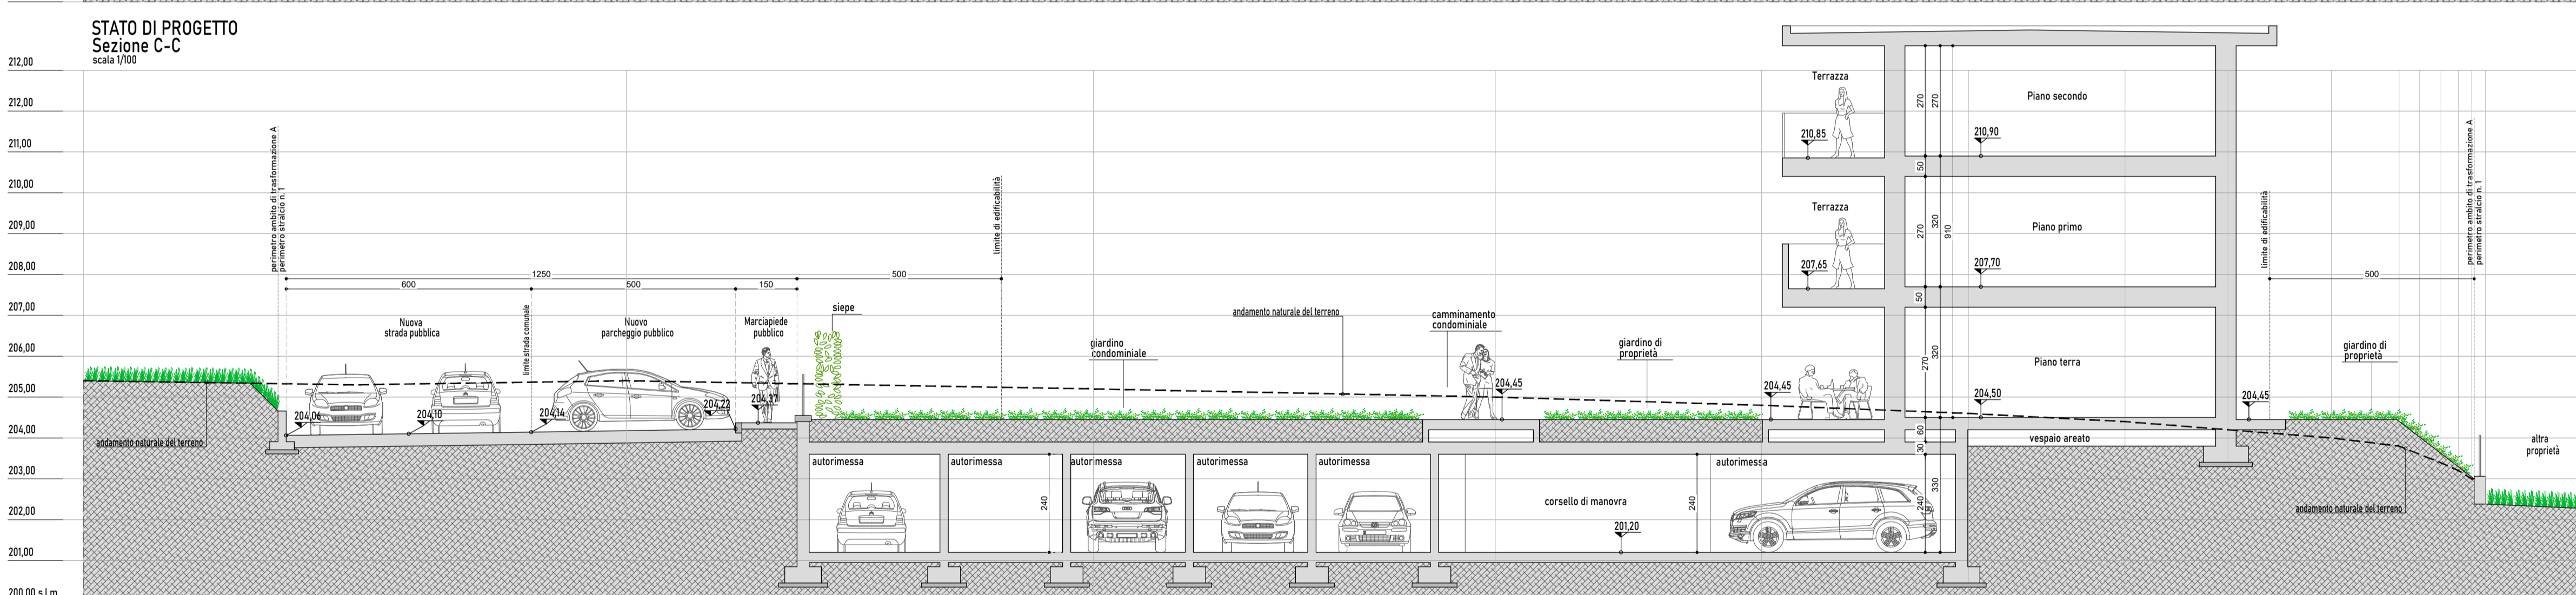 STATO DI PROGETTO
Sezione C-C
scala 1/100
212,00
212,00
211,00
210,00
209,00
208,00
207,00
206,00
205,00
204,00
203,00
202,00
201,00
200,00 s.l.m.
perimetro ambito di trasformazione A
perimetro stralcio n. 1
1250
600
500
150
500
limite di edificabilità
Nuova
strada pubblica
limite strada comunale
Nuovo
parcheggio pubblico
Marciapiede
pubblico
siepe
204,06
204,10
204,14
204,22
204,37
andamento naturale del terreno
giardino
condominiale
andamento naturale del terreno
camminamento
condominiale
204,45
giardino di
proprietà
204,45
Terrazza
210,85
Terrazza
207,65
Piano secondo
210,90
Piano primo
207,70
Piano terra
204,50
vespaio areato
270
270
50
270
320
910
50
270
320
60
30
240
330
autorimessa
autorimessa
autorimessa
autorimessa
autorimessa
autorimessa
240
corsello di manovra
201,20
240
204,45
limite di edificabilità
500
perimetro ambito di trasformazione A
perimetro stralcio n. 1
giardino di
proprietà
andamento naturale del terreno
altra
proprietà